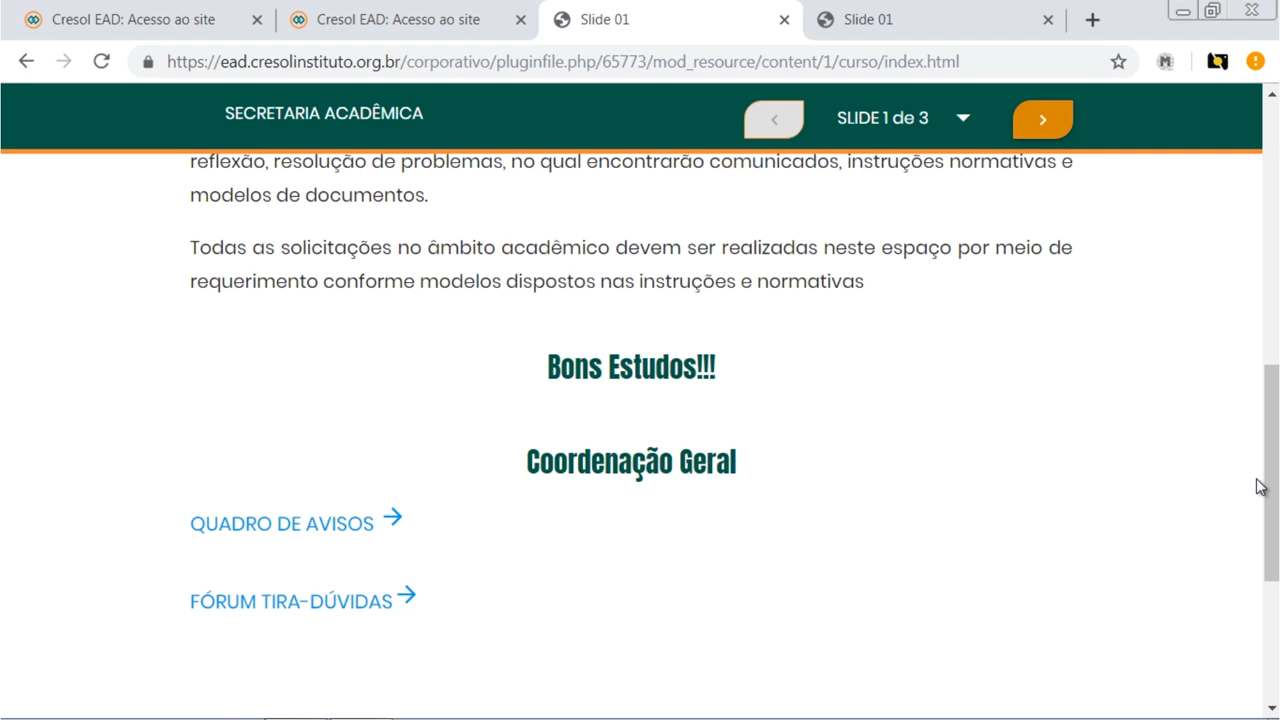 Cresol EAD: Acesso ao site
Cresol EAD: Acesso ao site
Slide 01
Slide 01
https://ead.cresolinstituto.org.br/corporativo/pluginfile.php/65773/mod_resource/content/1/curso/index.html
SECRETARIA ACADÊMICA
SLIDE 1 de 3
reflexão, resolução de problemas, no qual encontrarão comunicados, instruções normativas e
modelos de documentos.
Todas as solicitações no âmbito acadêmico devem ser realizadas neste espaço por meio de
requerimento conforme modelos dispostos nas instruções e normativas
Bons Estudos!!!
Coordenação Geral
QUADRO DE AVISOS
FÓRUM TIRA-DÚVIDAS